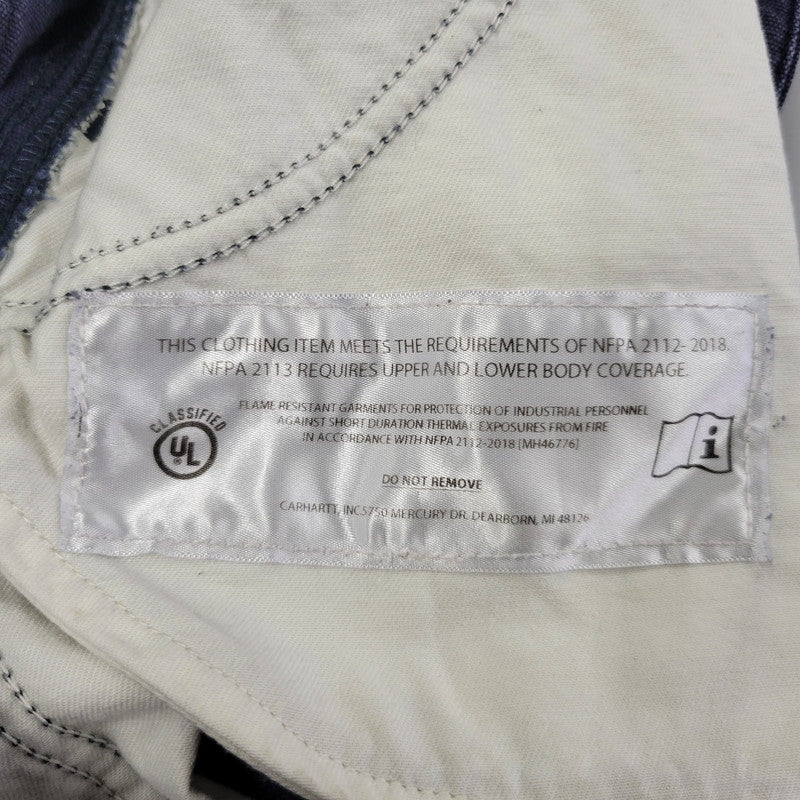 THIS CLOTHING ITEM MEETS THE REQUIREMENTS OF NFPA 2112- 2018.
NFPA 2113 REQUIRES UPPER AND LOWER BODY COVERAGE.
CLASSIFIED
UL
®
FLAME RESISTANT GARMENTS FOR PROTECTION OF INDUSTRIAL PERSONNEL
AGAINST SHORT DURATION THERMAL EXPOSURES FROM FIRE
IN ACCORDANCE WITH NFPA 2112-2018 [MH46776]
i
DO NOT REMOVE
CARHARTT, INC5750 MERCURY DR. DEARBORN, MI 48126